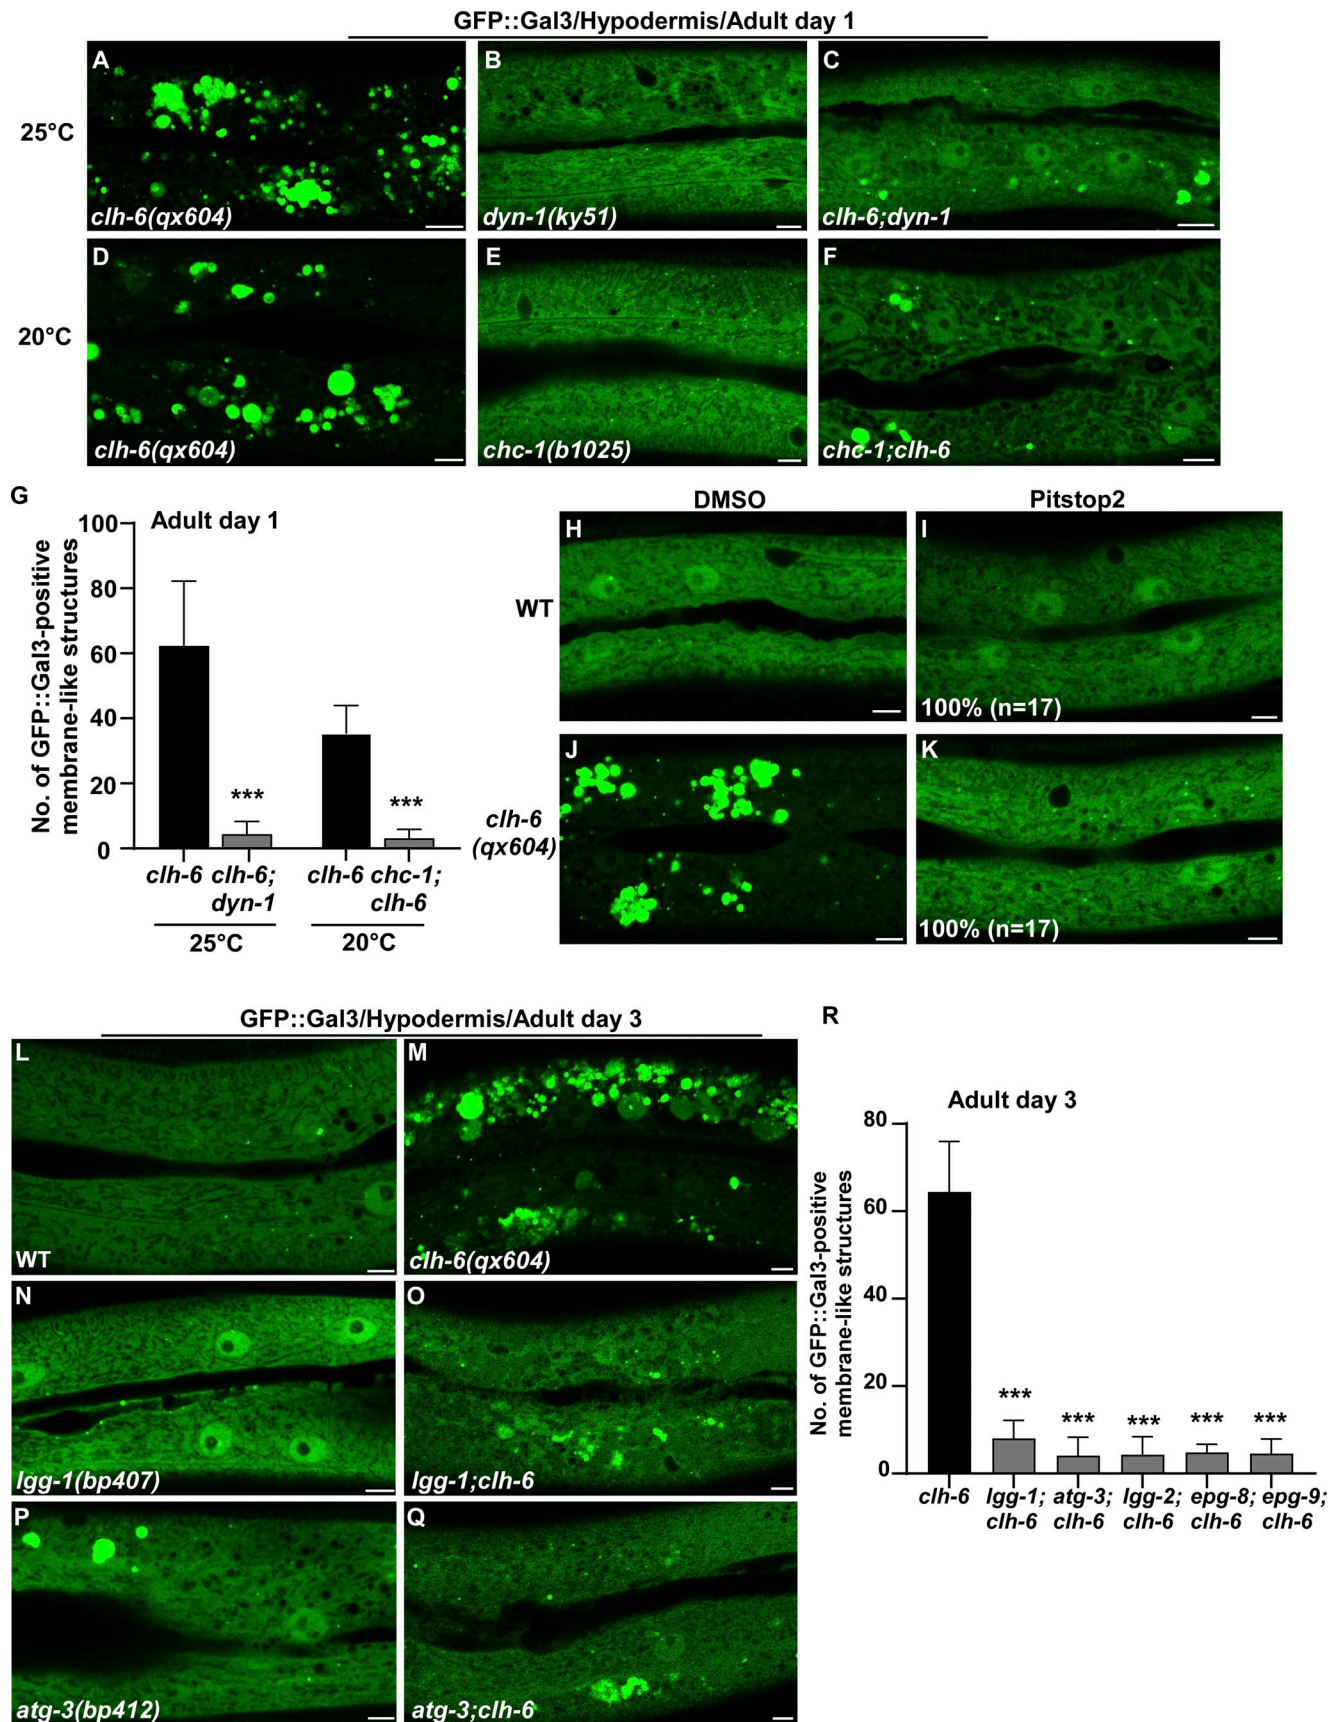 GFP::Gal3/Hypodermis/Adult day 1
A
B
C
25°C
clh-6(qx604)
dyn-1(ky51)
clh-6;dyn-1
D
E
F
20°C
clh-6(qx604)
chc-1(b1025)
chc-1;clh-6
G
Adult day 1
No. of GFP::Gal3-positive
membrane-like structures
100
80
60
40
20
0
***
***
clh-6
clh-6;
dyn-1
clh-6
chc-1;
clh-6
25°C
20°C
DMSO
Pitstop2
H
I
WT
100% (n=17)
J
K
clh-6
(qx604)
100% (n=17)
GFP::Gal3/Hypodermis/Adult day 3
L
M
WT
clh-6(qx604)
N
O
lgg-1(bp407)
lgg-1;clh-6
P
Q
atg-3(bp412)
atg-3;clh-6
R
Adult day 3
No. of GFP::Gal3-positive
membrane-like structures
80
60
40
20
0
***
***
***
***
***
clh-6
lgg-1;
clh-6
atg-3;
clh-6
lgg-2;
clh-6
epg-8;
clh-6
epg-9;
clh-6